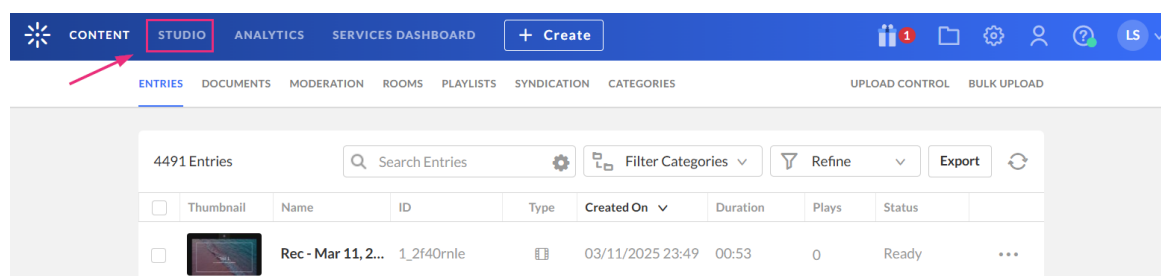 CONTENT STUDIO ANALYTICS SERVICES DASHBOARD + Create 1 LS
ENTRIES DOCUMENTS MODERATION ROOMS PLAYLISTS SYNDICATION CATEGORIES UPLOAD CONTROL BULK UPLOAD
4491 Entries Search Entries Filter Categories Refine Export
Thumbnail Name ID Type Created On Duration Plays Status
Rec - Mar 11, 2... 1_2f40rnle 03/11/2025 23:49 00:53 0 Ready